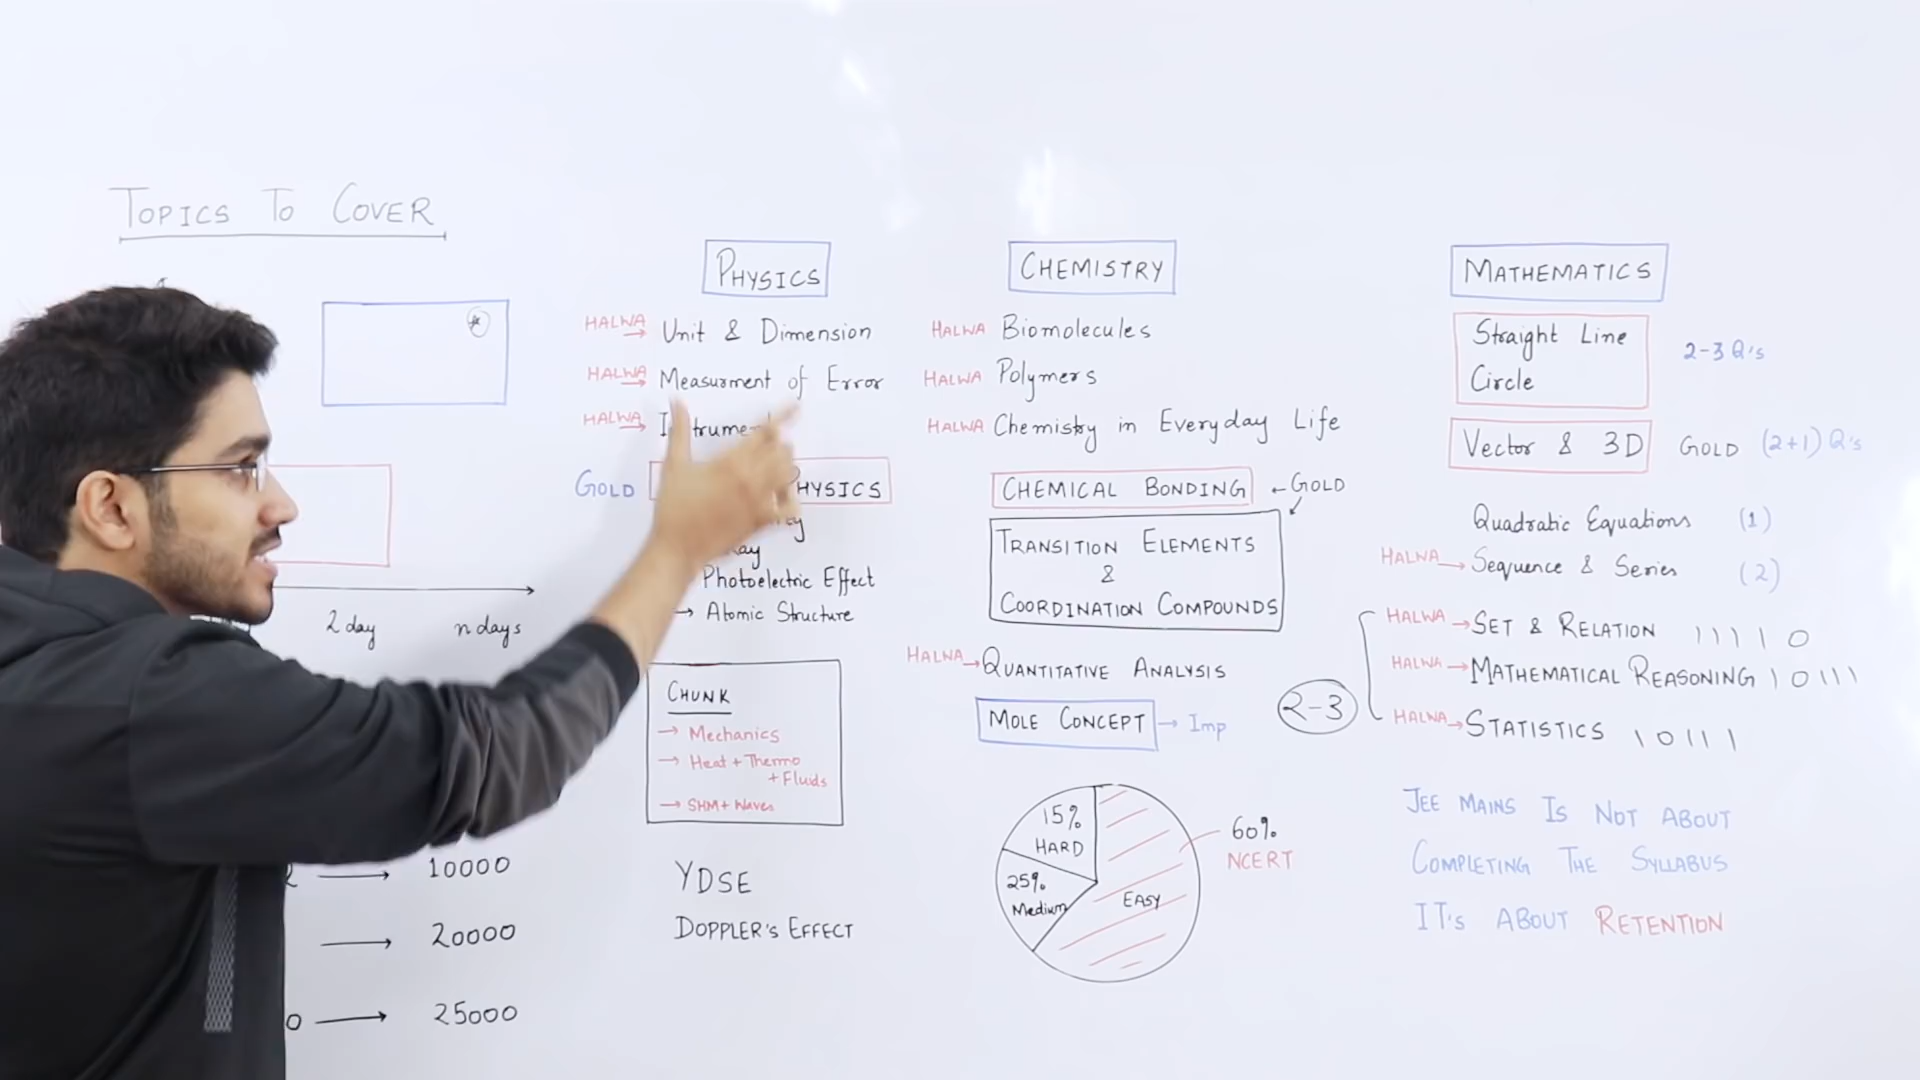 TOPICS TO COVER
2 day
n days
10000
20000
25000
PHYSICS
HALWA → Unit & Dimension
HALWA → Measurment of Error
HALWA →
GOLD
PHYSICS
Photoelectric Effect
→ Atomic Structure
CHUNK
→ Mechanics
→ Heat + Thermo
+ Fluids
→ SHM + Waves
YDSE
DOPPLER'S EFFECT
CHEMISTRY
HALWA Biomolecules
HALWA Polymers
HALWA Chemistry in Everyday Life
CHEMICAL BONDING ← GOLD
TRANSITION ELEMENTS
&
COORDINATION COMPOUNDS
HALWA → QUANTITATIVE ANALYSIS
MOLE CONCEPT → Imp
15%
HARD
25%
Medium
EASY
60%
NCERT
MATHEMATICS
Straight Line
Circle
2-3 Q's
Vector & 3D GOLD (2+1) Q's
Quadratic Equations (1)
HALWA → Sequence & Series (2)
2-3
HALWA → SET & RELATION 1 1 1 1 0
HALWA → MATHEMATICAL REASONING 1 0 1 1 1
HALWA → STATISTICS 1 0 1 1 1
JEE MAINS IS NOT ABOUT
COMPLETING THE SYLLABUS
IT'S ABOUT RETENTION